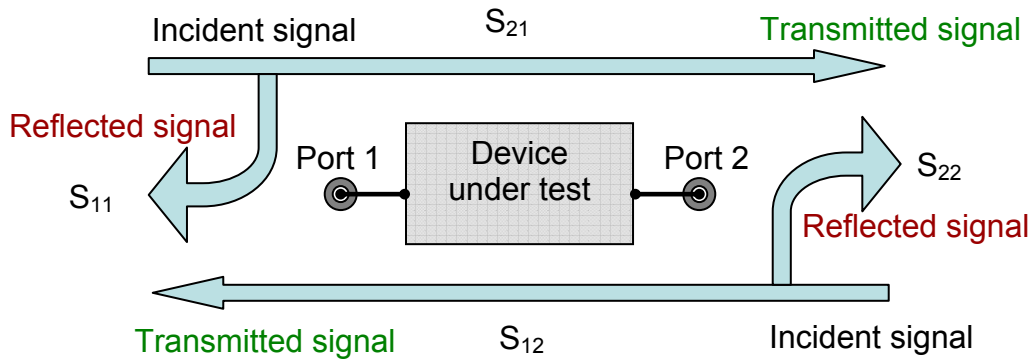 Incident signal
S₂₁
Transmitted signal
Reflected signal
Port 1
Device
under test
Port 2
S₂₂
S₁₁
Reflected signal
Transmitted signal
S₁₂
Incident signal